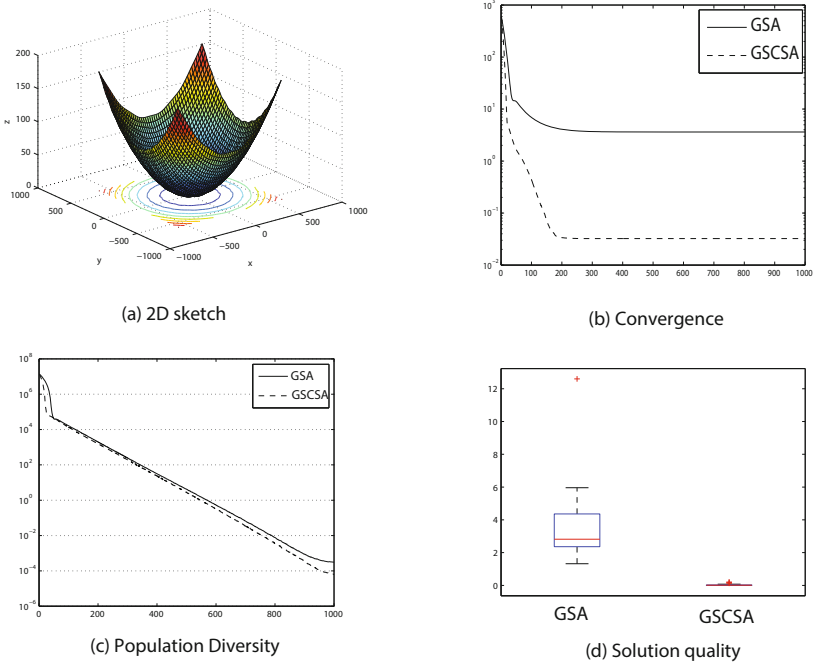 200
150
100
50
0
z
1000
500
0
−500
−1000
y
−1000
−500
0
500
1000
x
(a) 2D sketch
10^3
10^2
10^1
10^0
10^−1
10^−2
0 100 200 300 400 500 600 700 800 900 1000
GSA
GSCSA
(b) Convergence
10^8
10^6
10^4
10^2
10^0
10^−2
10^−4
10^−6
0 200 400 600 800 1000
GSA
GSCSA
(c) Population Diversity
12
10
8
6
4
2
0
GSA GSCSA
(d) Solution quality